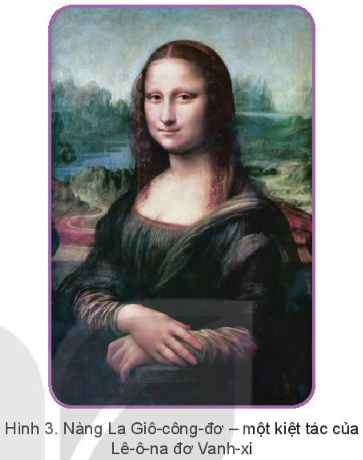 Hình 3. Nàng La Giô-công-đơ – một kiệt tác của
Lê-ô-na đơ Vanh-xi